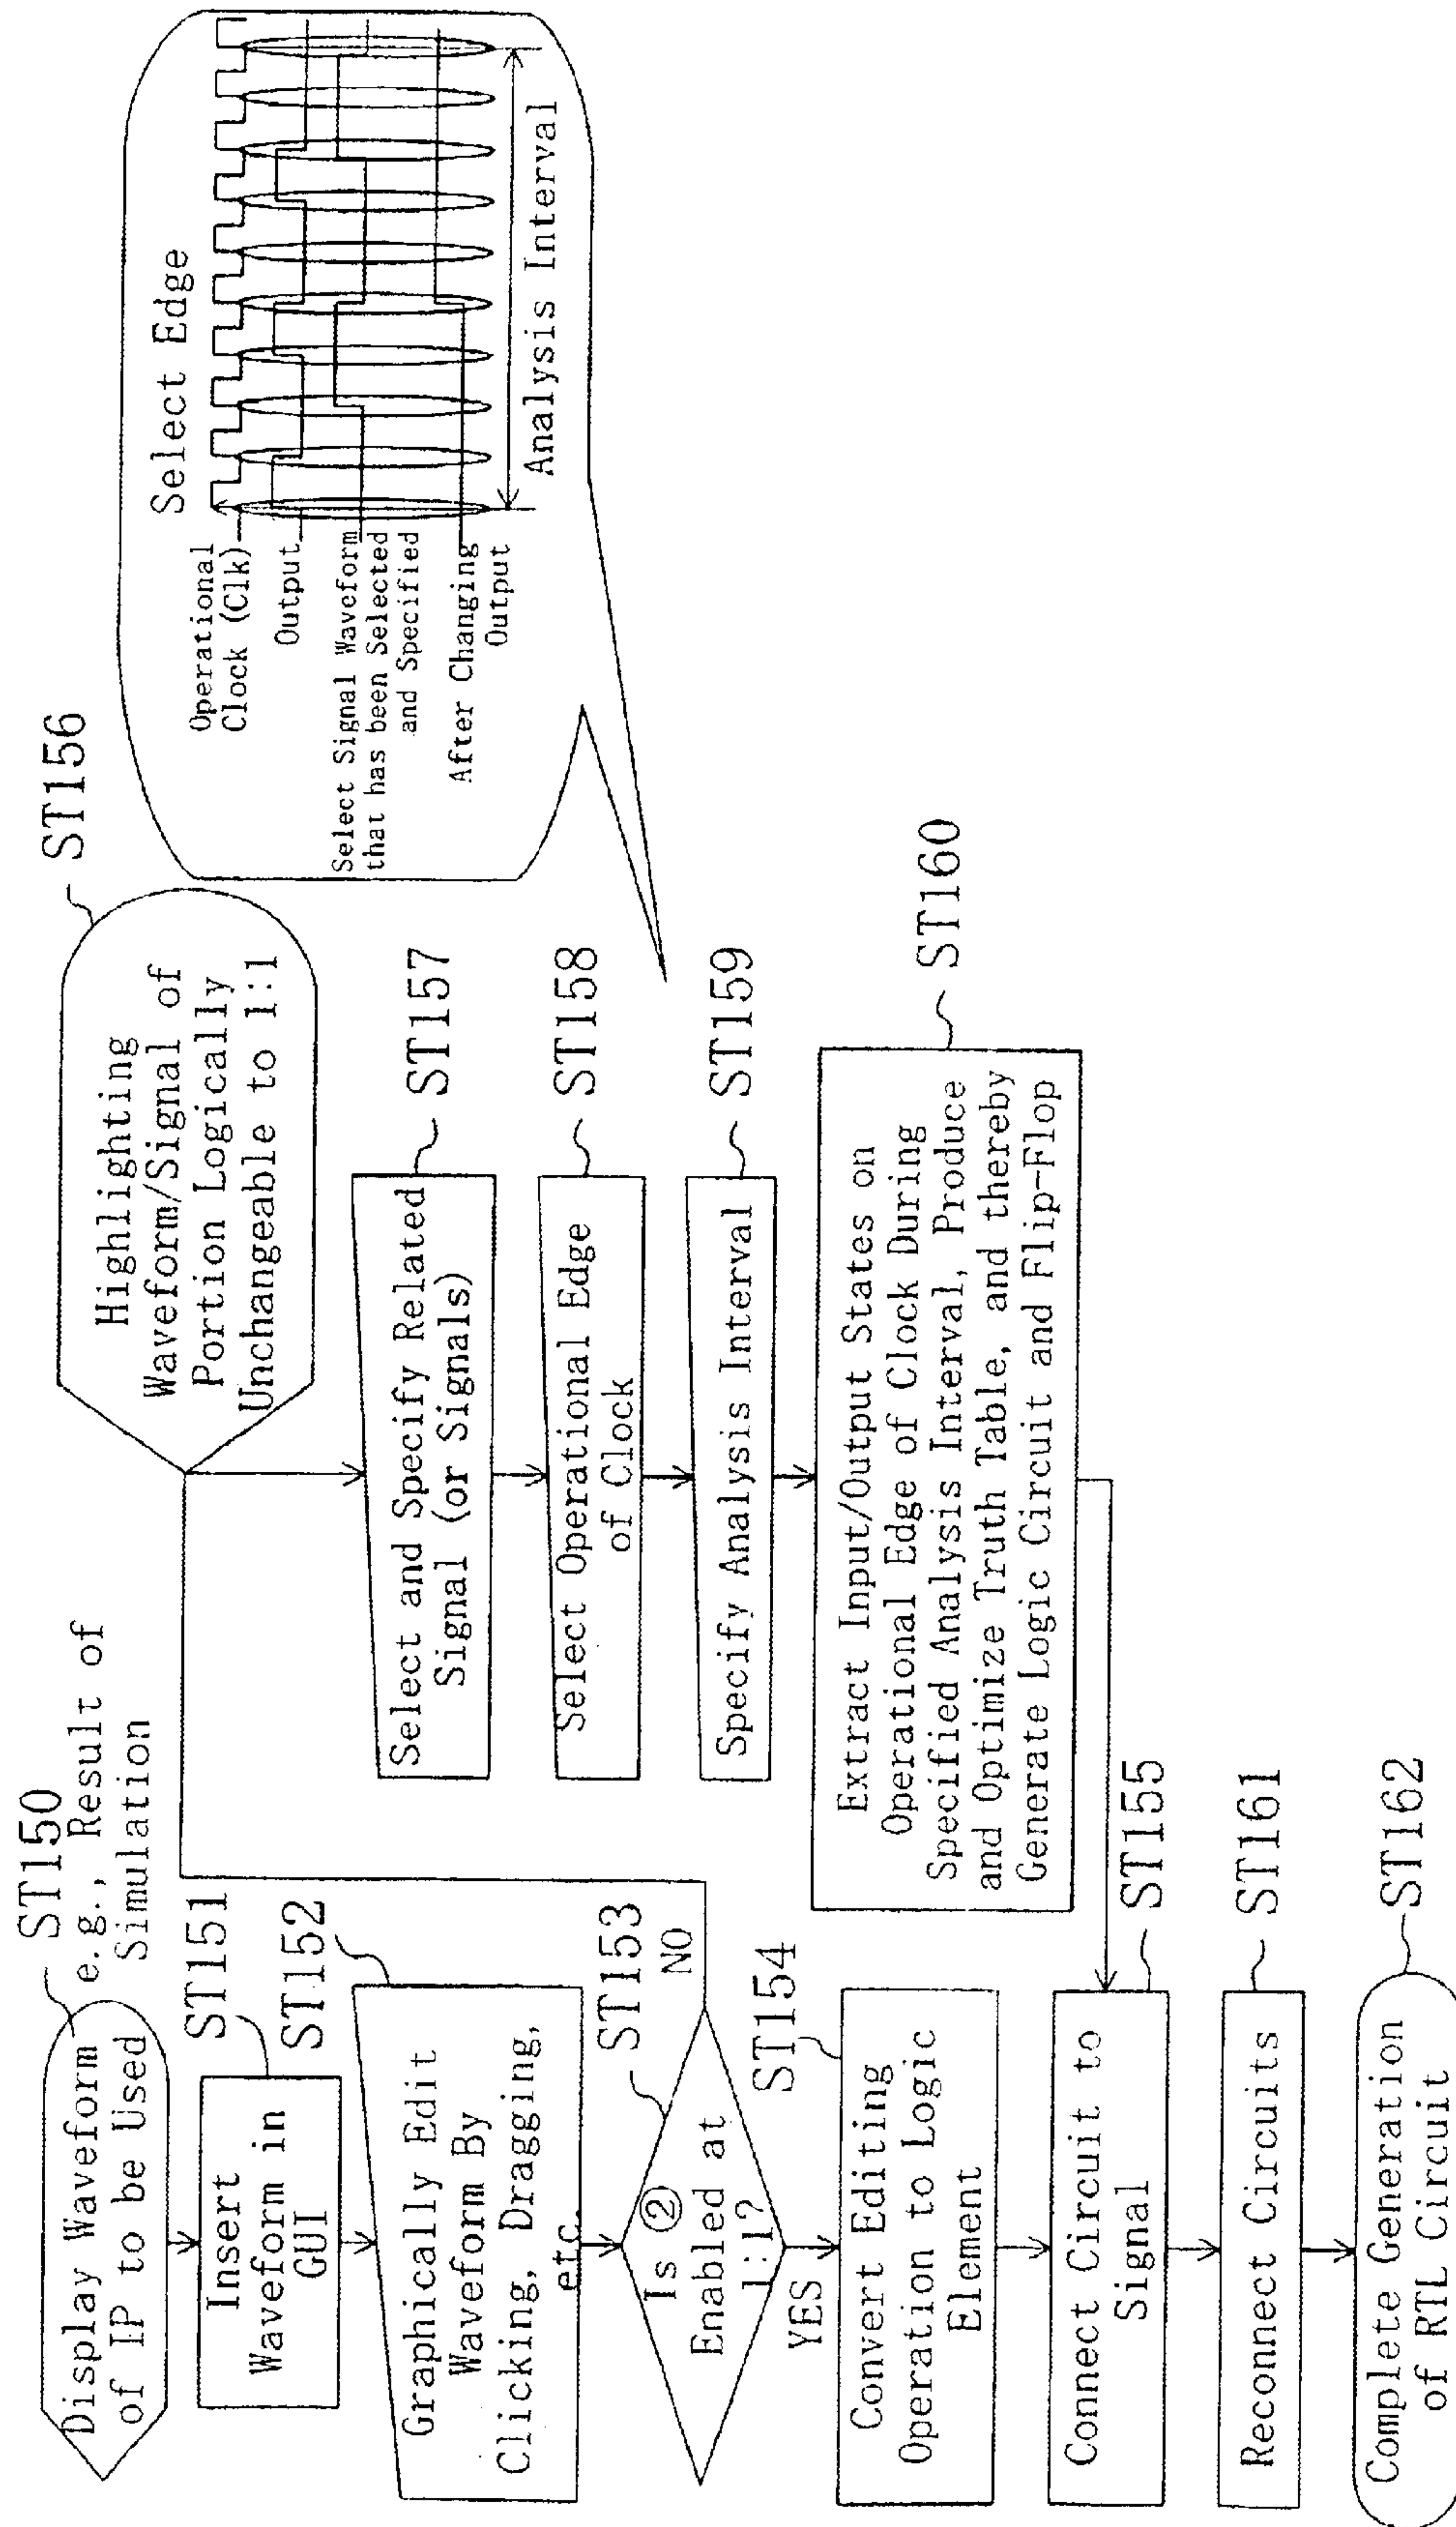 ST150
Display Waveform
of IP to be Used
e.g., Result of
Simulation
ST151
Insert
Waveform in
GUI
ST152
Graphically Edit
Waveform By
Clicking, Dragging,
etc.
ST153
Is ②
Enabled at
1:1?
NO
YES
ST154
Convert Editing
Operation to Logic
Element
ST155
Connect Circuit to
Signal
ST161
Reconnect Circuits
ST162
Complete Generation
of RTL Circuit
ST156
Highlighting
Waveform/Signal of
Portion Logically
Unchangeable to 1:1
ST157
Select and Specify Related
Signal (or Signals)
ST158
Select Operational Edge
of Clock
ST159
Specify Analysis Interval
ST160
Extract Input/Output States on
Operational Edge of Clock During
Specified Analysis Interval, Produce
and Optimize Truth Table, and thereby
Generate Logic Circuit and Flip-Flop
Select Edge
Operational
Clock (Clk)
Output
Select Signal Waveform
that has been Selected
and Specified
After Changing
Output
Analysis Interval